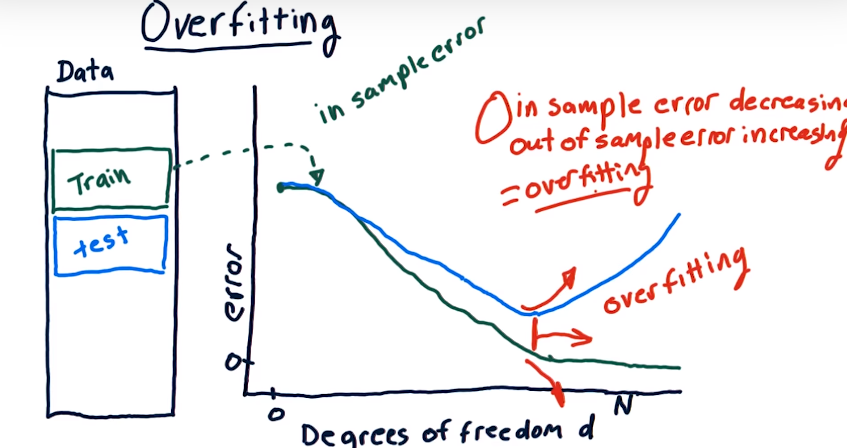 Overfitting
Data
in sample error
Train
test
in sample error decreasing
out of sample error increasing
= overfitting
overfitting
error
0
0
N
Degrees of freedom d